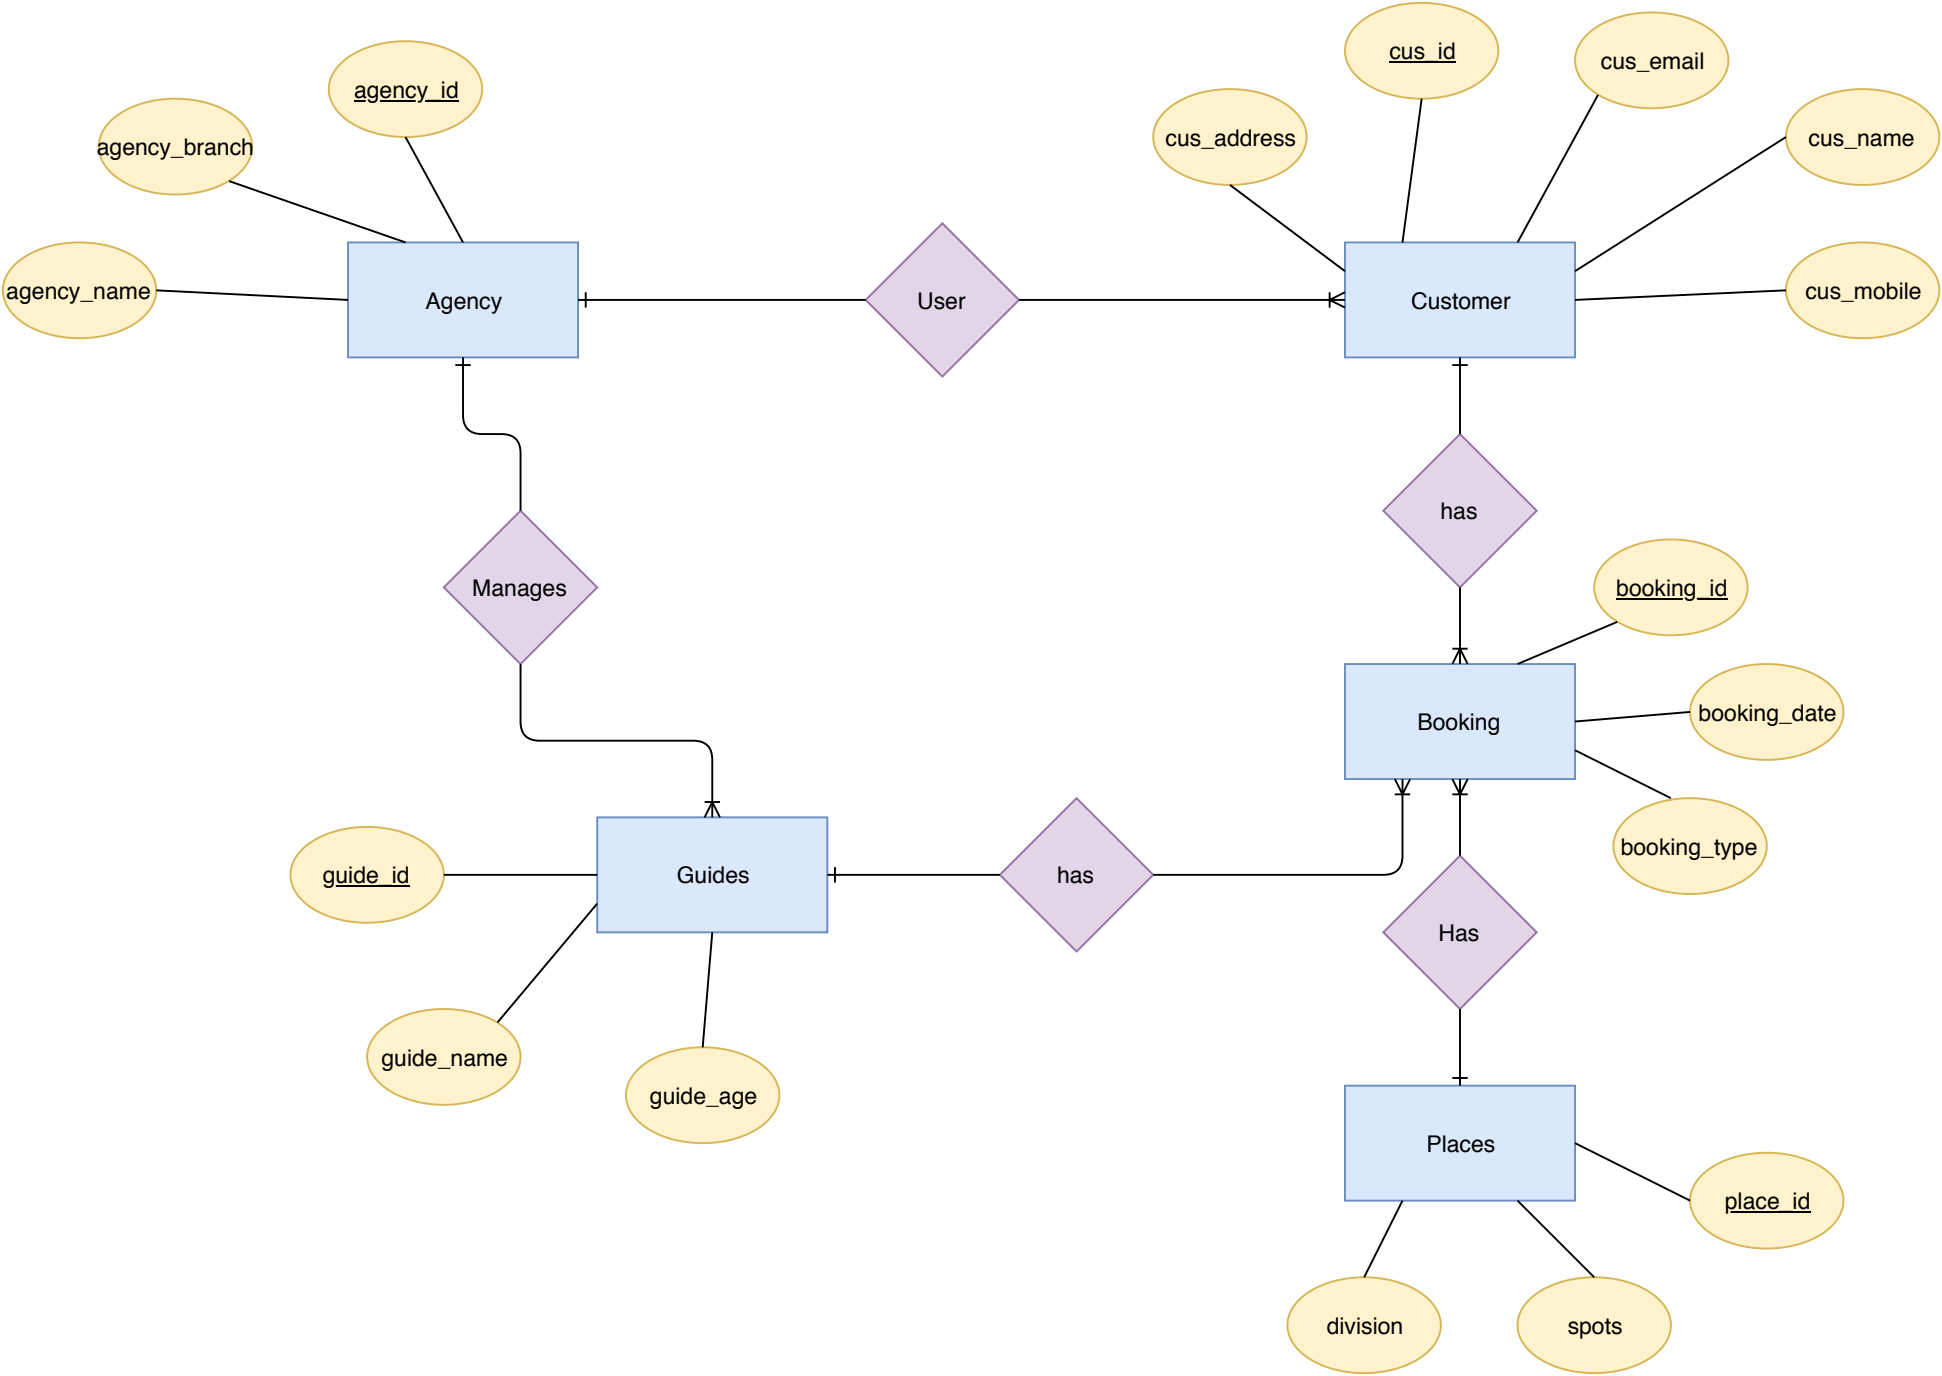 cus_id
cus_email
agency_id
cus_address
cus_name
agency_branch
agency_name
Agency
User
Customer
cus_mobile
has
Manages
booking_id
Booking
booking_date
booking_type
guide_id
Guides
has
Has
guide_name
guide_age
Places
place_id
division
spots